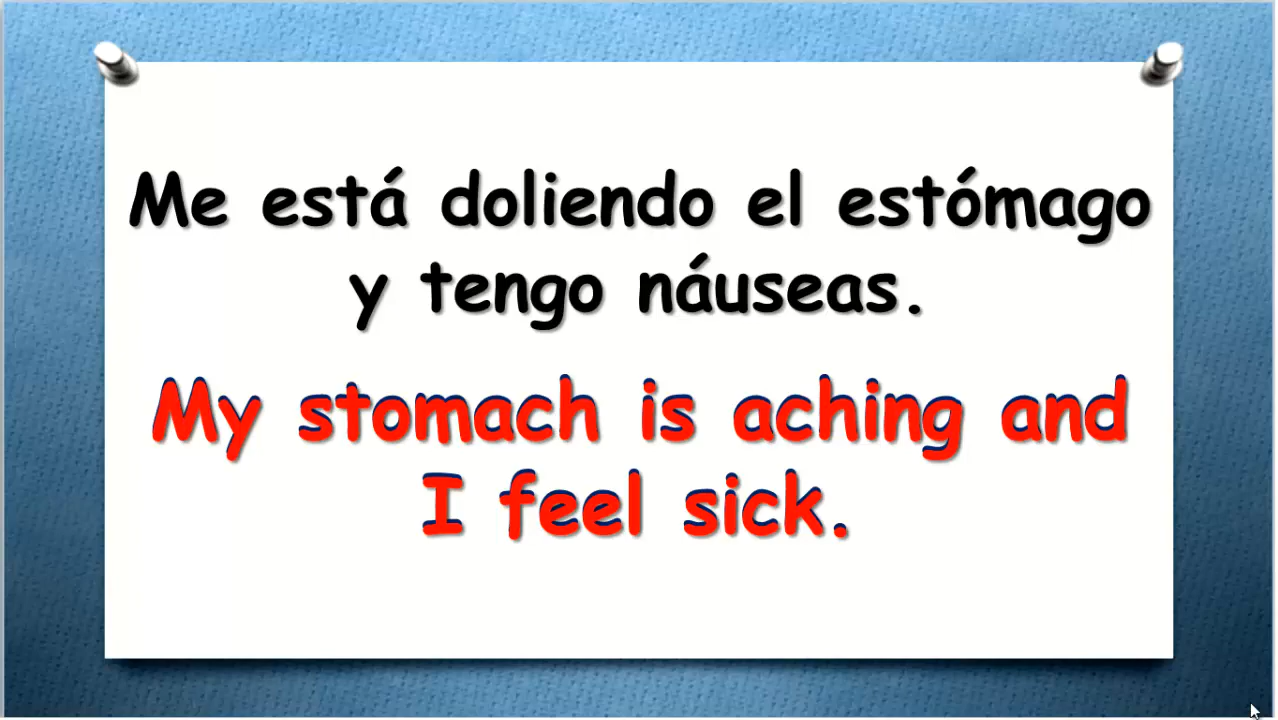 Me está doliendo el estómago
y tengo náuseas.
My stomach is aching and
I feel sick.